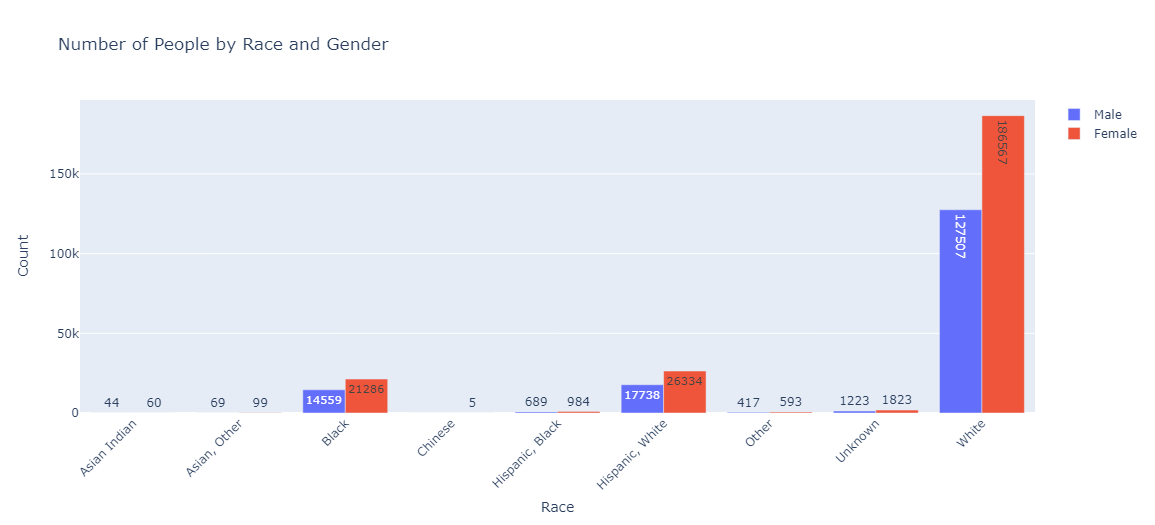 Number of People by Race and Gender
Male
Female
Count
150k
100k
50k
0
44
60
69
99
14559
21286
5
689
984
17738
26334
417
593
1223
1823
127507
186567
Asian Indian
Asian, Other
Black
Chinese
Hispanic, Black
Hispanic, White
Other
Unknown
White
Race